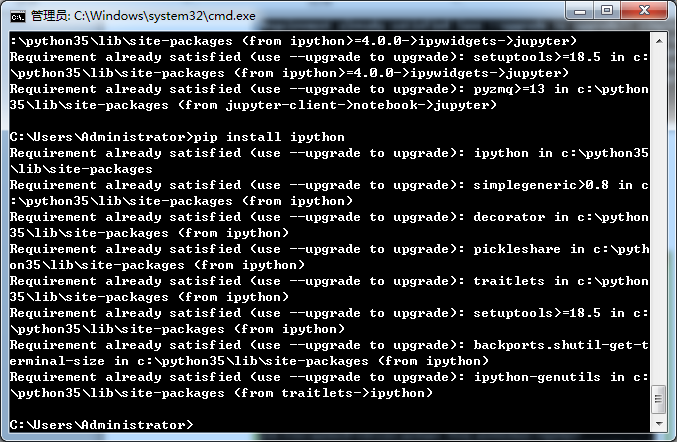 管理员: C:\Windows\system32\cmd.exe
:\python35\lib\site-packages (from ipython>=4.0.0->ipywidgets->jupyter)
Requirement already satisfied (use --upgrade to upgrade): setuptools>=18.5 in c:
\python35\lib\site-packages (from ipython>=4.0.0->ipywidgets->jupyter)
Requirement already satisfied (use --upgrade to upgrade): pyzmq>=13 in c:\python
35\lib\site-packages (from jupyter-client->notebook->jupyter)
C:\Users\Administrator>pip install ipython
Requirement already satisfied (use --upgrade to upgrade): ipython in c:\python35
\lib\site-packages
Requirement already satisfied (use --upgrade to upgrade): simplegeneric>0.8 in c
:\python35\lib\site-packages (from ipython)
Requirement already satisfied (use --upgrade to upgrade): decorator in c:\python
35\lib\site-packages (from ipython)
Requirement already satisfied (use --upgrade to upgrade): pickleshare in c:\pyth
on35\lib\site-packages (from ipython)
Requirement already satisfied (use --upgrade to upgrade): traitlets in c:\python
35\lib\site-packages (from ipython)
Requirement already satisfied (use --upgrade to upgrade): setuptools>=18.5 in c:
\python35\lib\site-packages (from ipython)
Requirement already satisfied (use --upgrade to upgrade): backports.shutil-get-t
erminal-size in c:\python35\lib\site-packages (from ipython)
Requirement already satisfied (use --upgrade to upgrade): ipython-genutils in c:
\python35\lib\site-packages (from traitlets->ipython)
C:\Users\Administrator>